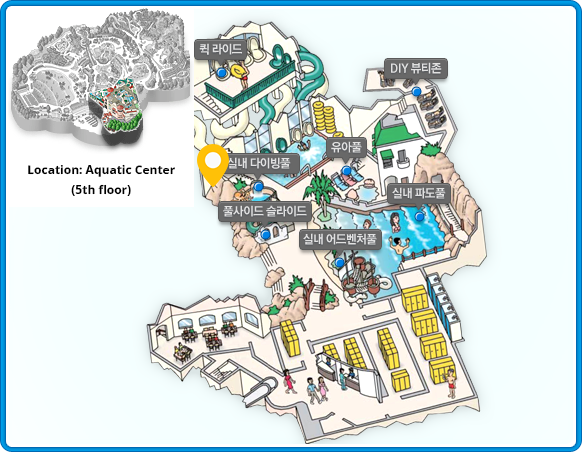 퀵 라이드
DIY 뷰티존
유아풀
실내 다이빙풀
실내 파도풀
풀사이드 슬라이드
실내 어드벤처풀
Location: Aquatic Center
(5th floor)